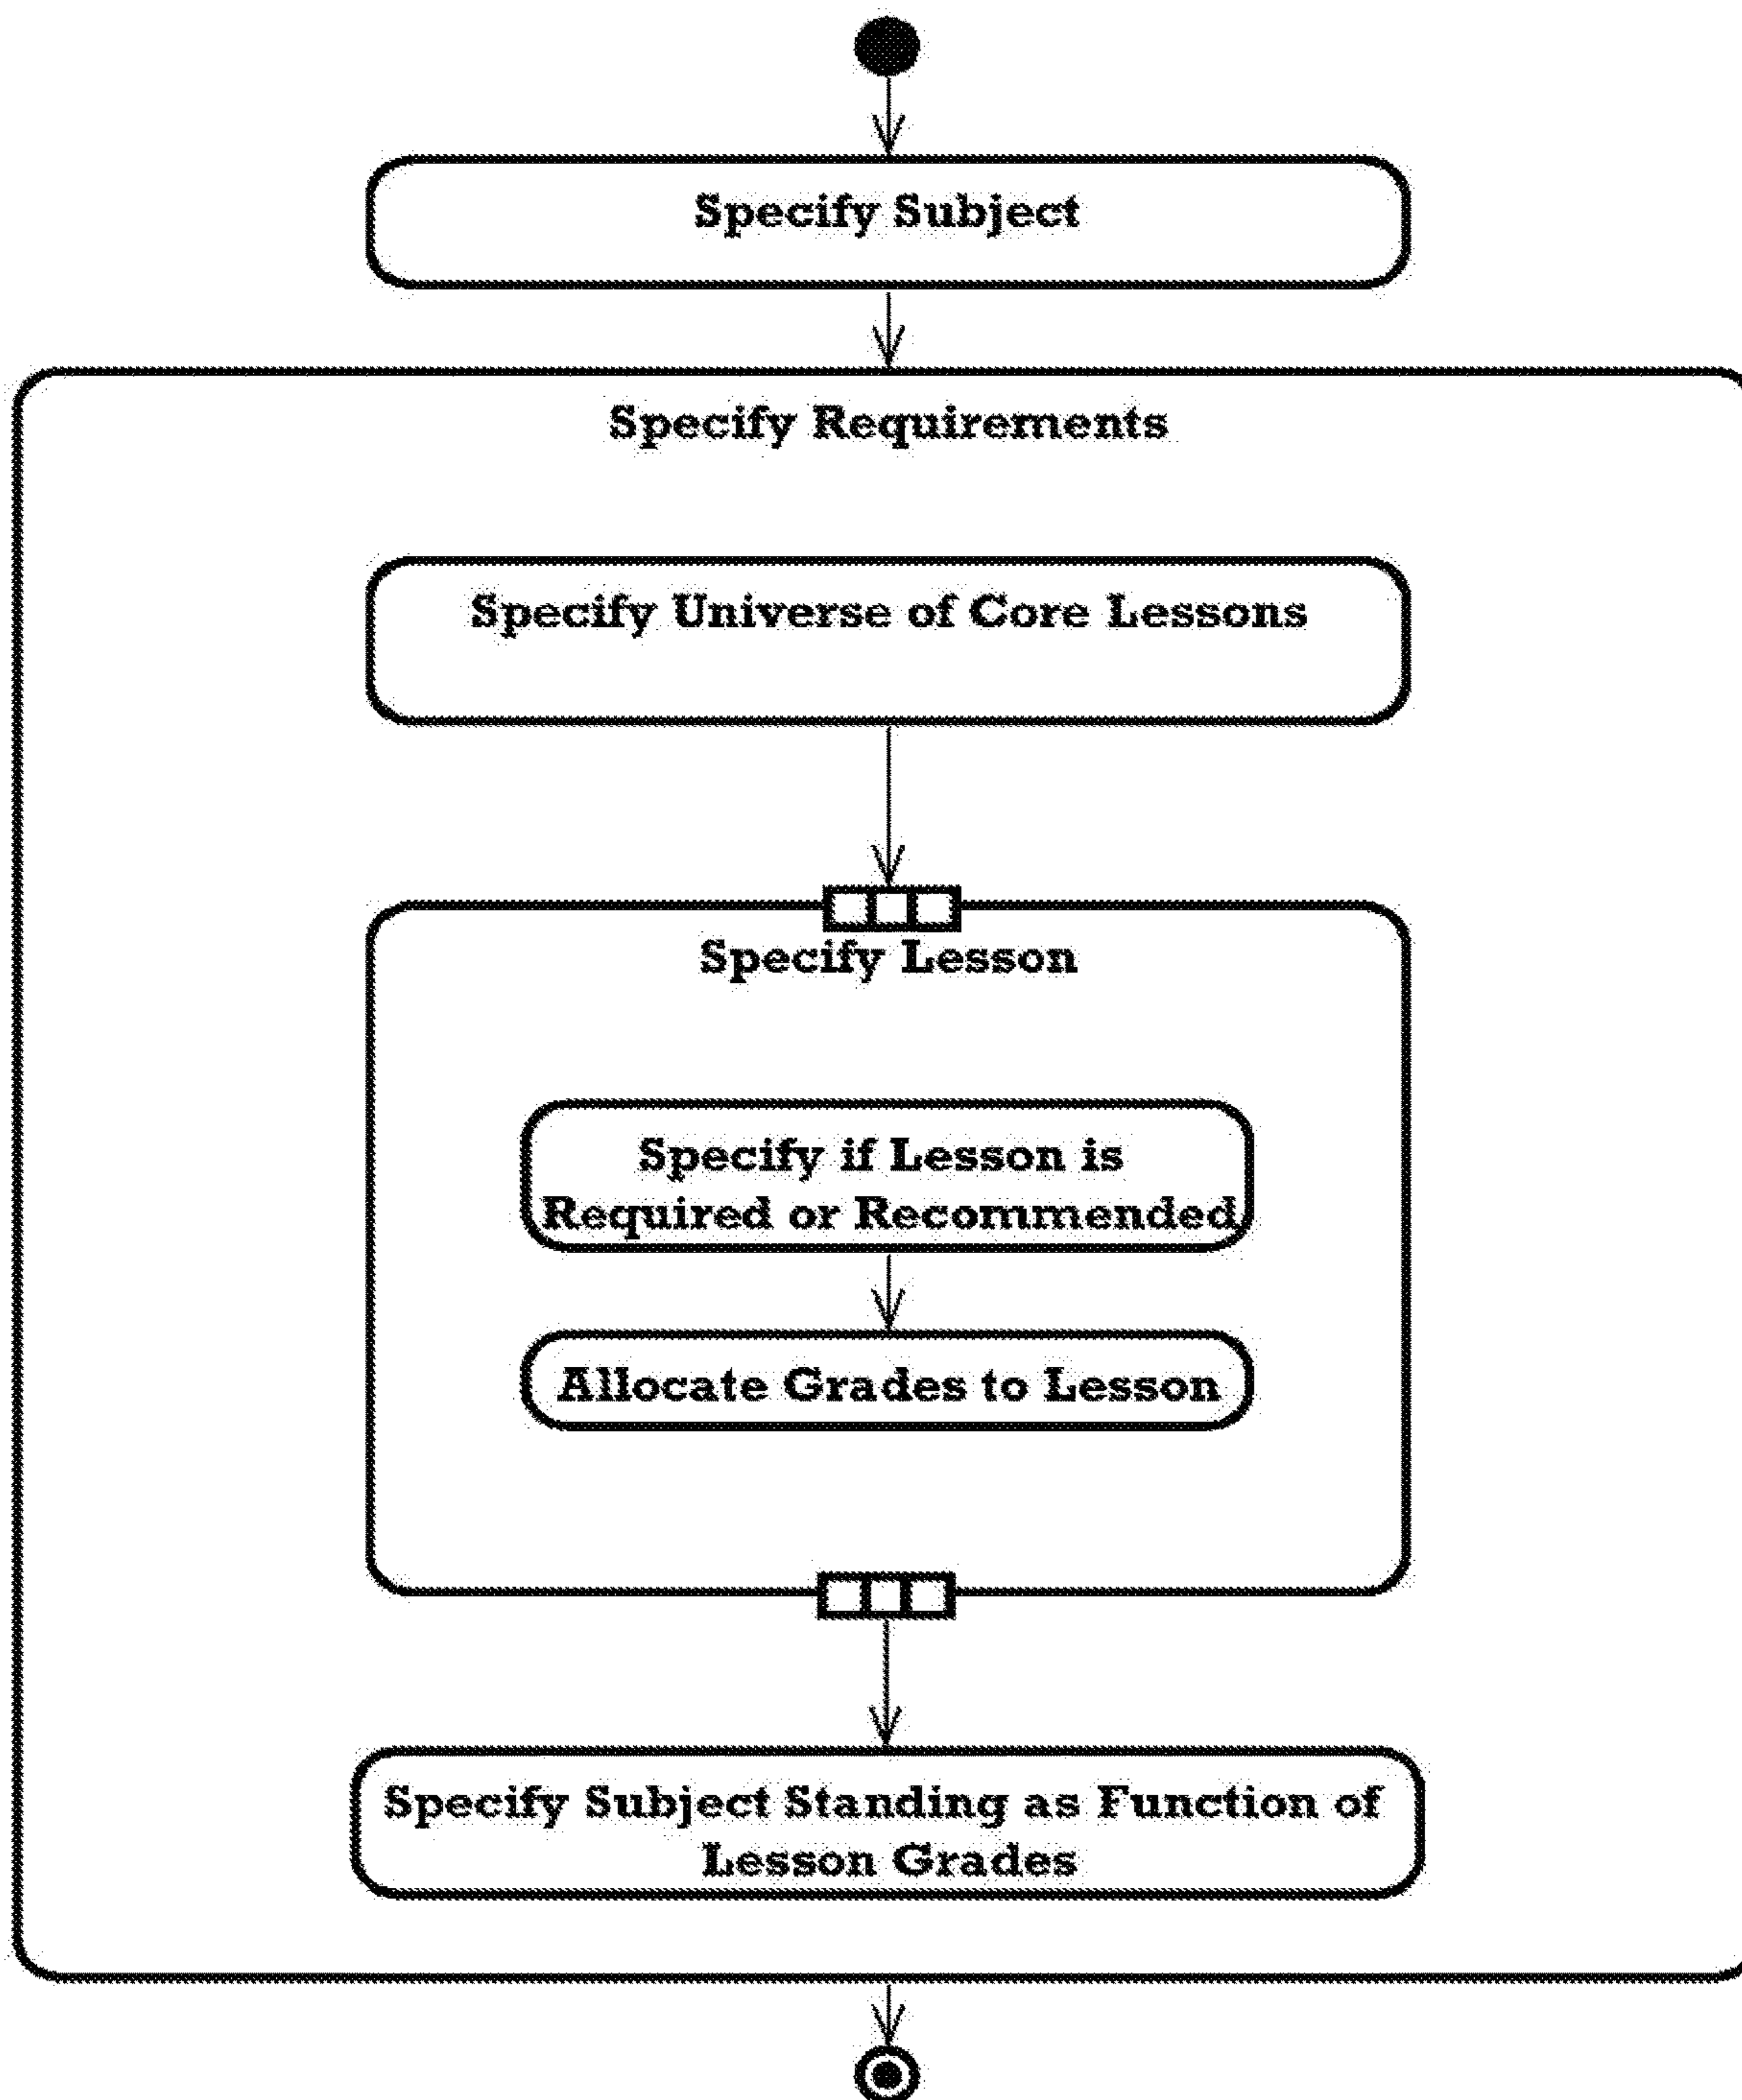 Specify Subject
Specify Requirements
Specify Universe of Core Lessons
Specify Lesson
Specify if Lesson is
Required or Recommended
Allocate Grades to Lesson
Specify Subject Standing as Function of
Lesson Grades